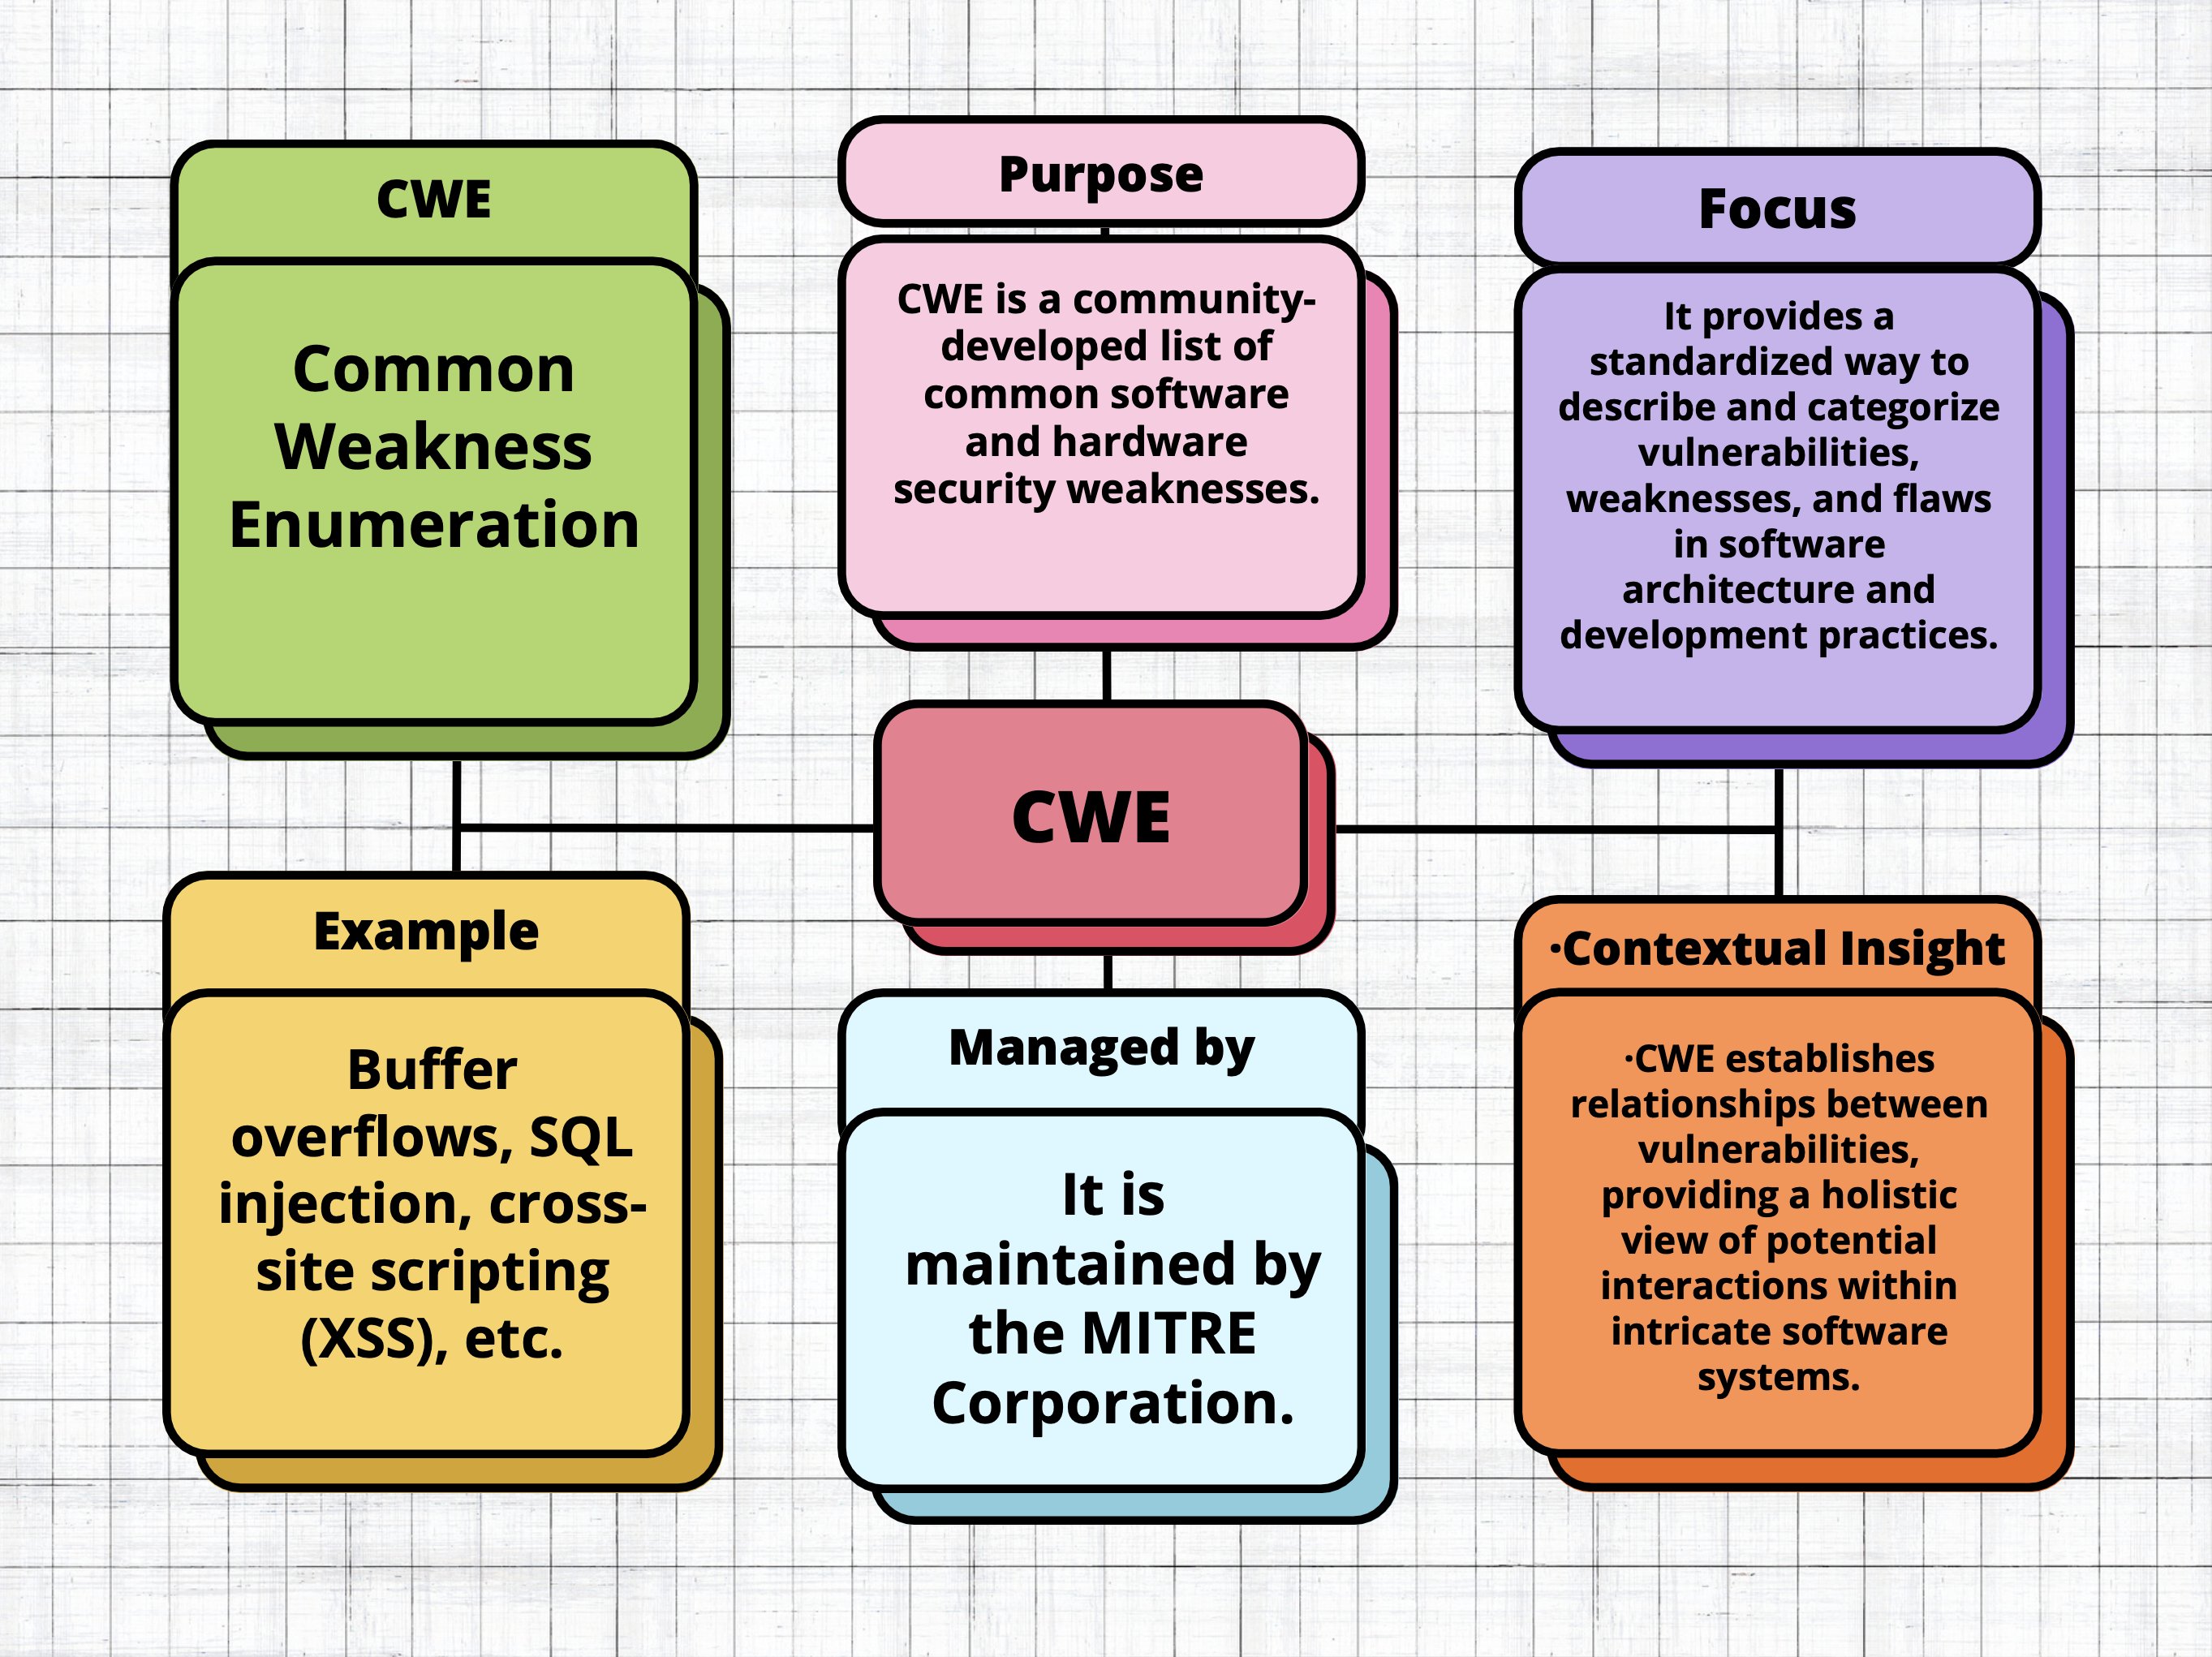 CWE
Common
Weakness
Enumeration
Purpose
CWE is a community-
developed list of
common software
and hardware
security weaknesses.
Focus
It provides a
standardized way to
describe and categorize
vulnerabilities,
weaknesses, and flaws
in software
architecture and
development practices.
CWE
Example
Buffer
overflows, SQL
injection, cross-
site scripting
(XSS), etc.
Managed by
It is
maintained by
the MITRE
Corporation.
·Contextual Insight
·CWE establishes
relationships between
vulnerabilities,
providing a holistic
view of potential
interactions within
intricate software
systems.